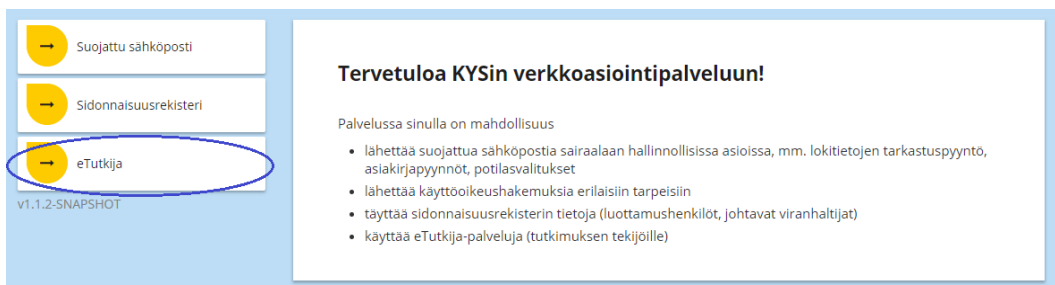 Suojattu sähköposti
Sidonnaisuusrekisteri
eTutkija
v1.1.2-SNAPSHOT
Tervetuloa KYSin verkkoasiointipalveluun!
Palvelussa sinulla on mahdollisuus
• lähettää suojattua sähköpostia sairaalaan hallinnollisissa asioissa, mm. lokitietojen tarkastuspyyntö,
asiakirjapyynnöt, potilasvalitukset
• lähettää käyttöoikeushakemuksia erilaisiin tarpeisiin
• täyttää sidonnaisuusrekisterin tietoja (luottamushenkilöt, johtavat viranhaltijat)
• käyttää eTutkija-palveluja (tutkimuksen tekijöille)